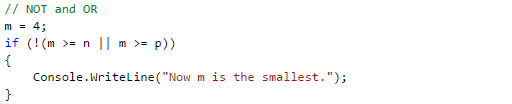 // NOT and OR
m = 4;
if (!(m >= n || m >= p))
{
    Console.WriteLine("Now m is the smallest.");
}